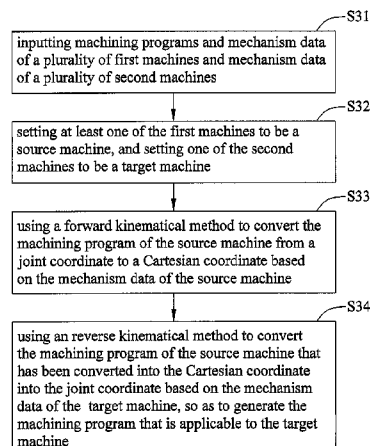 S31
inputting machining programs and mechanism data
of a plurality of first machines and mechanism data
of a plurality of second machines
S32
setting at least one of the first machines to be a
source machine, and setting one of the second
machines to be a target machine
S33
using a forward kinematical method to convert the
machining program of the source machine from a
joint coordinate to a Cartesian coordinate based
on the mechanism data of the source machine
S34
using an reverse kinematical method to convert
the machining program of the source machine that
has been converted into the Cartesian coordinate
into the joint coordinate based on the mechanism
data of the target machine, so as to generate the
machining program that is applicable to the target
machine